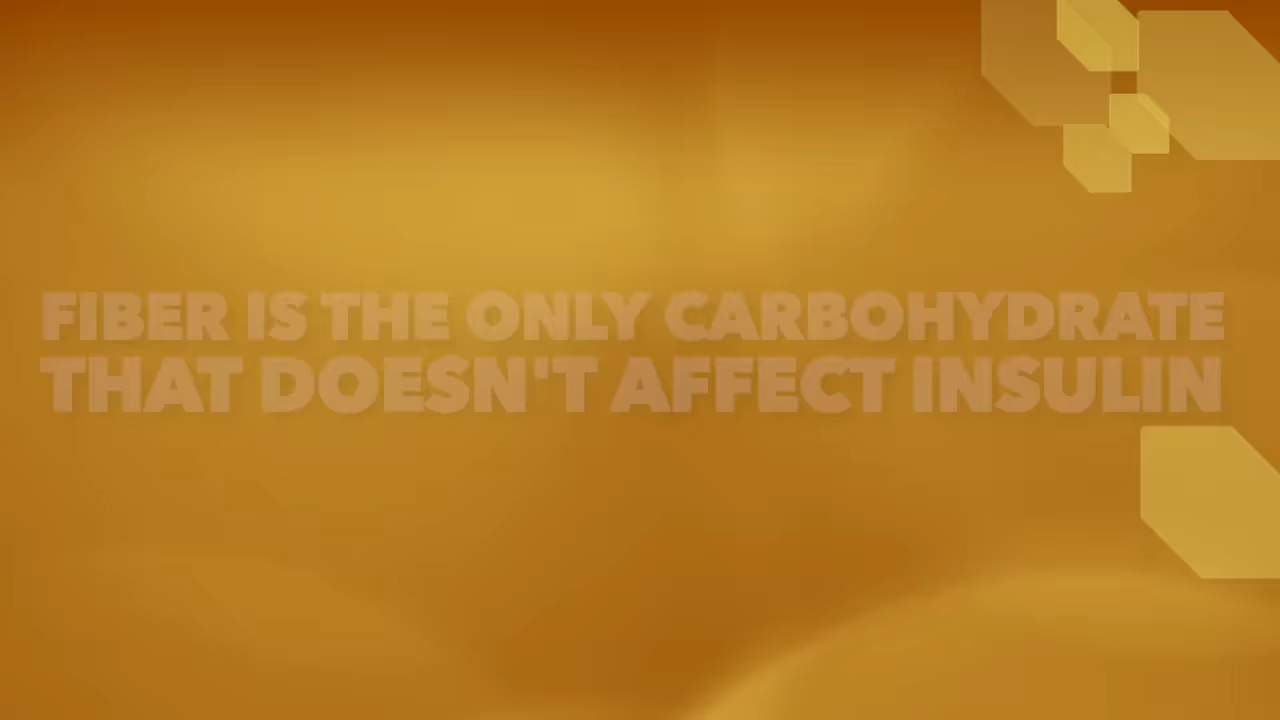 FIBER IS THE ONLY CARBOHYDRATE
THAT DOESN'T AFFECT INSULIN